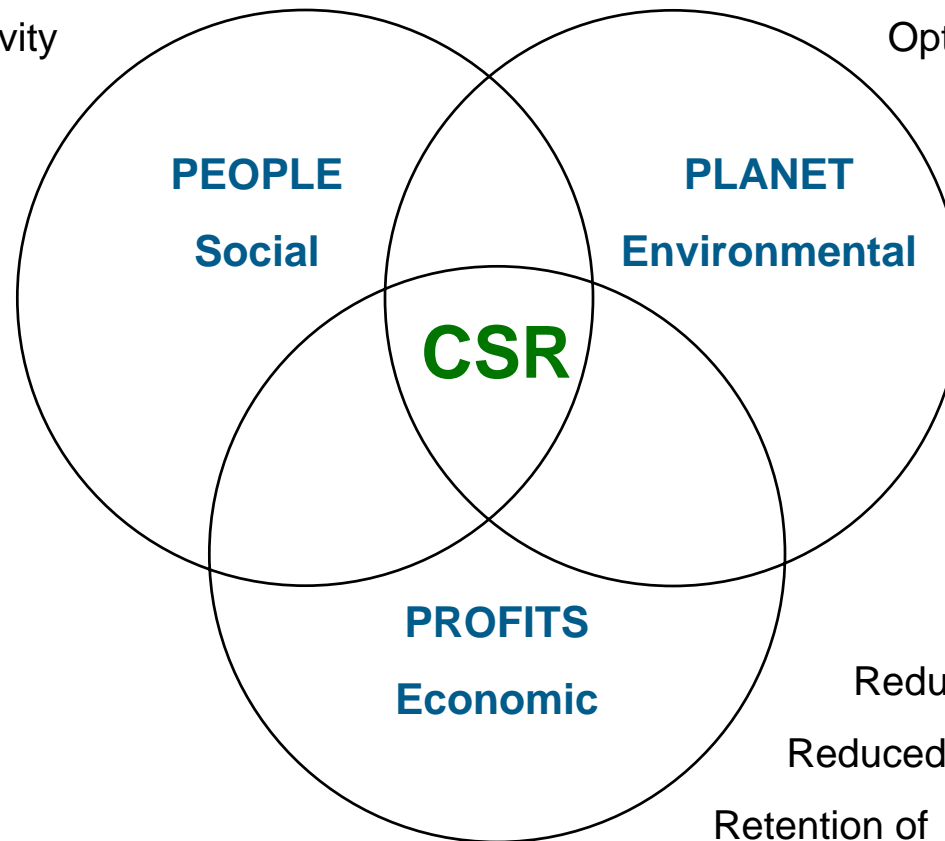 vity
Opt
PEOPLE
Social
PLANET
Environmental
CSR
PROFITS
Economic
Redu
Reduced
Retention of